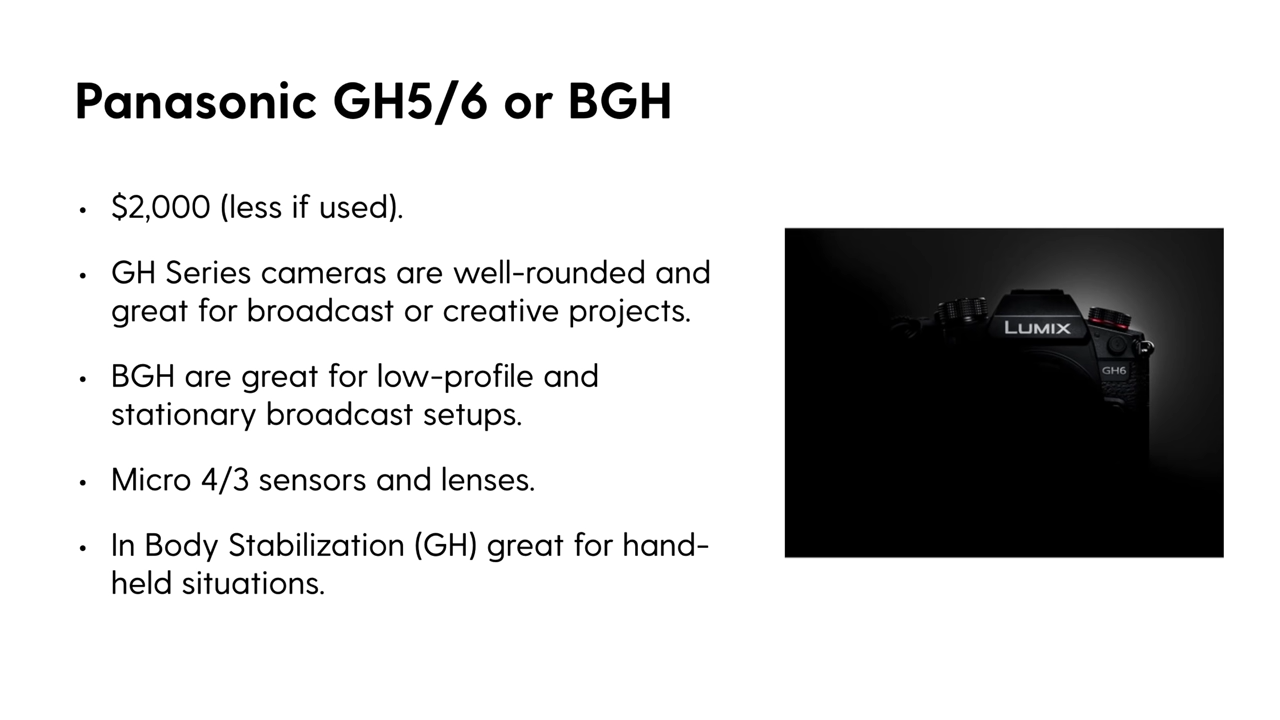 Panasonic GH5/6 or BGH
• $2,000 (less if used).
• GH Series cameras are well-rounded and
great for broadcast or creative projects.
• BGH are great for low-profile and
stationary broadcast setups.
• Micro 4/3 sensors and lenses.
• In Body Stabilization (GH) great for hand-
held situations.
LUMIX
GH6